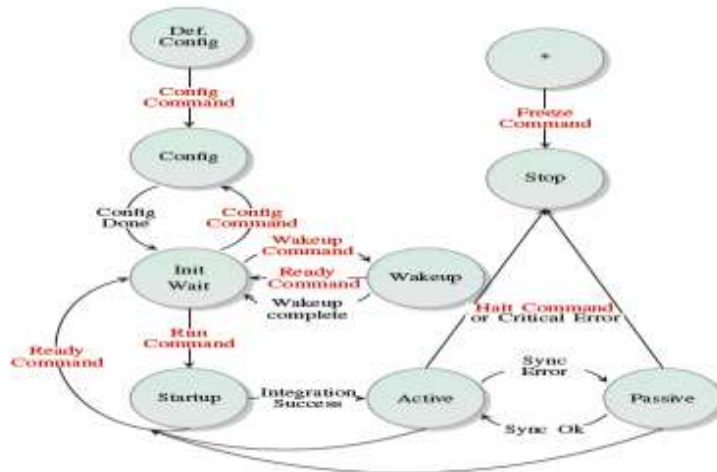 Def.
Config
*
Config
Command
Freeze
Command
Config
Stop
Config
Done
Config
Command
Wakeup
Command
Init
Wait
Ready
Command
Wakeup
Wakeup
complete
Halt Command
or Critical Error
Run
Command
Ready
Command
Sync
Error
Startup
Integration
Success
Active
Passive
Sync Ok